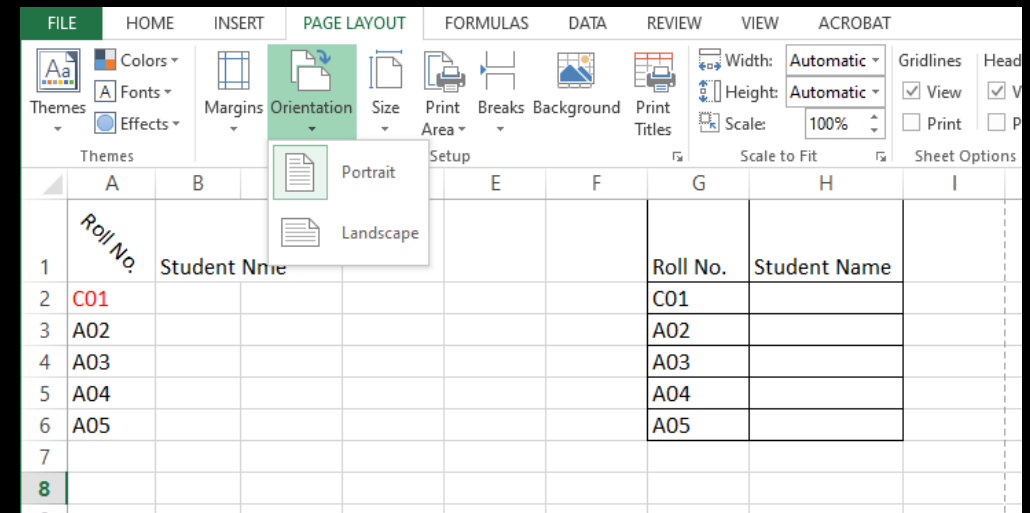 FILE HOME INSERT PAGE LAYOUT FORMULAS DATA REVIEW VIEW ACROBAT
Aa Colors Width: Automatic Gridlines Head
A Fonts Height: Automatic View V
Themes Effects Margins Orientation Size Print Area Breaks Background Print Titles Scale: 100% Print P
Themes Setup Scale to Fit Sheet Options
Portrait
Landscape
A B E F G H I
1 Roll No. Student Nme Roll No. Student Name
2 C01 C01
3 A02 A02
4 A03 A03
5 A04 A04
6 A05 A05
7
8